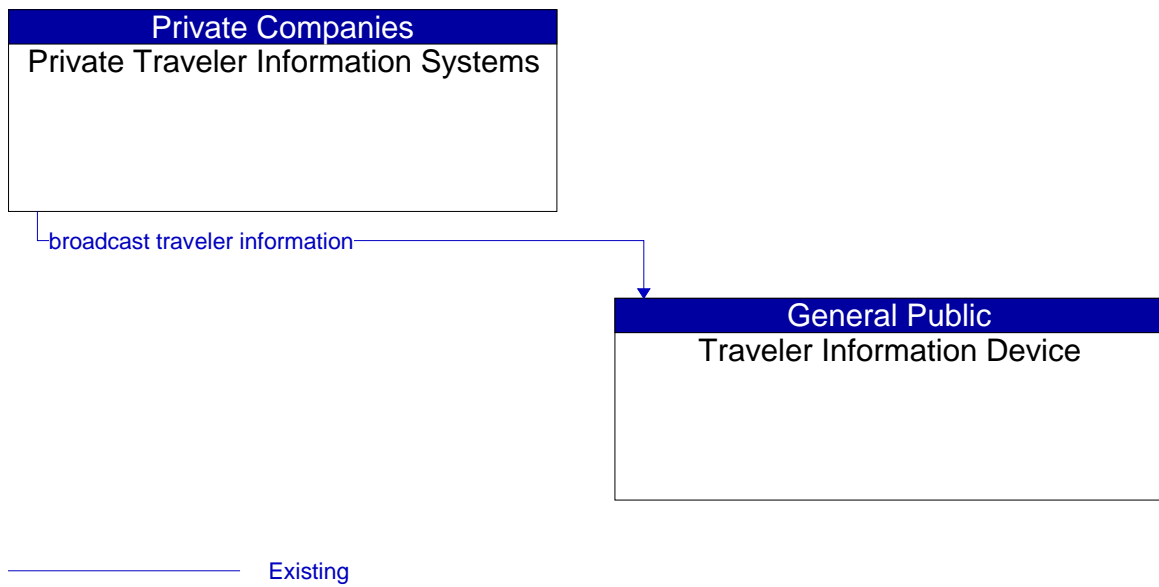 Private Companies
Private Traveler Information Systems
broadcast traveler information
General Public
Traveler Information Device
Existing